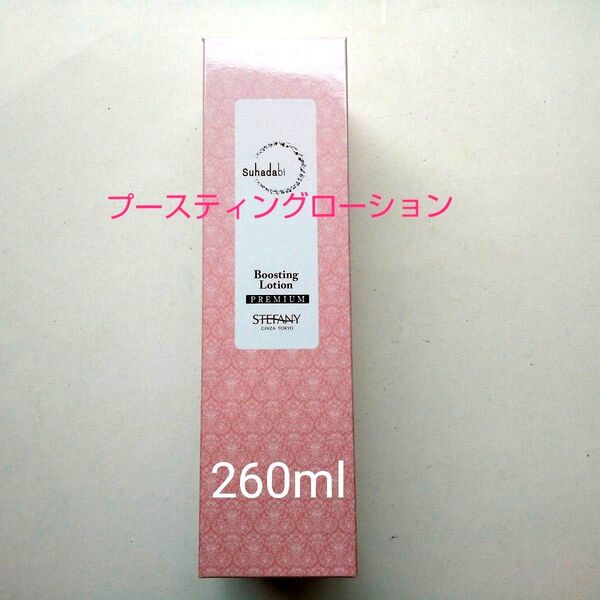 Suhadabi
プースティングローション
Boosting
Lotion
PREMIUM
STEFANY
GINZA TOKYO
260ml